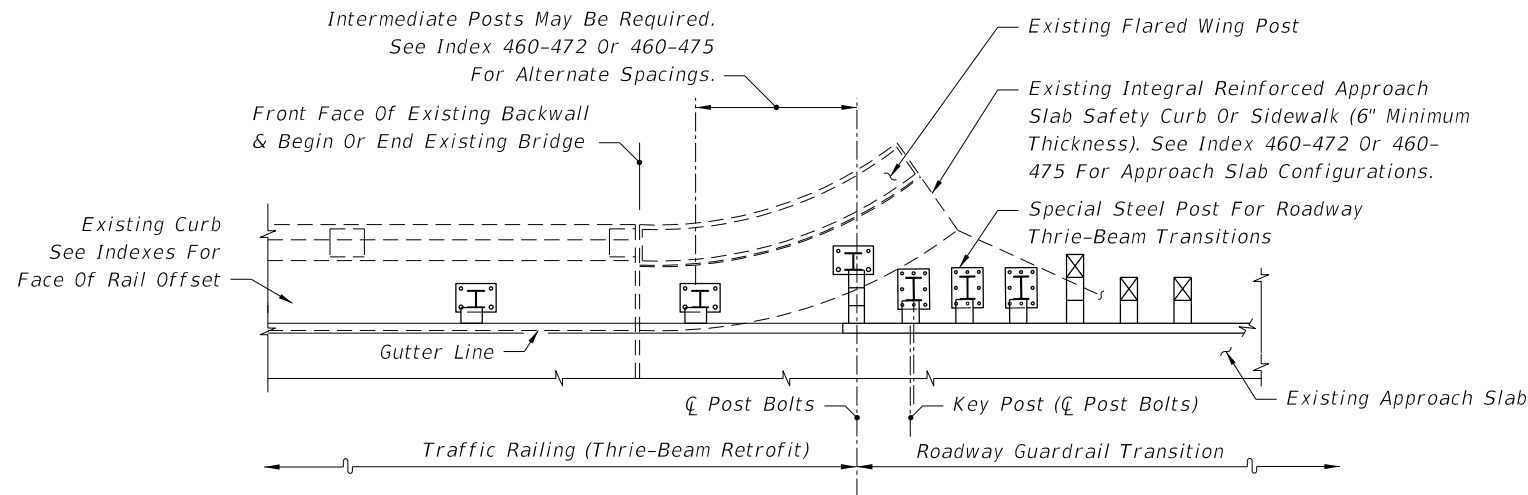 Intermediate Posts May Be Required.
See Index 460-472 Or 460-475
For Alternate Spacings.
Existing Flared Wing Post
Front Face Of Existing Backwall
& Begin Or End Existing Bridge
Existing Integral Reinforced Approach
Slab Safety Curb Or Sidewalk (6" Minimum
Thickness). See Index 460-472 Or 460-
475 For Approach Slab Configurations.
Existing Curb
See Indexes For
Face Of Rail Offset
Special Steel Post For Roadway
Thrie-Beam Transitions
Gutter Line
℄ Post Bolts
Key Post (℄ Post Bolts)
Existing Approach Slab
Traffic Railing (Thrie-Beam Retrofit)
Roadway Guardrail Transition